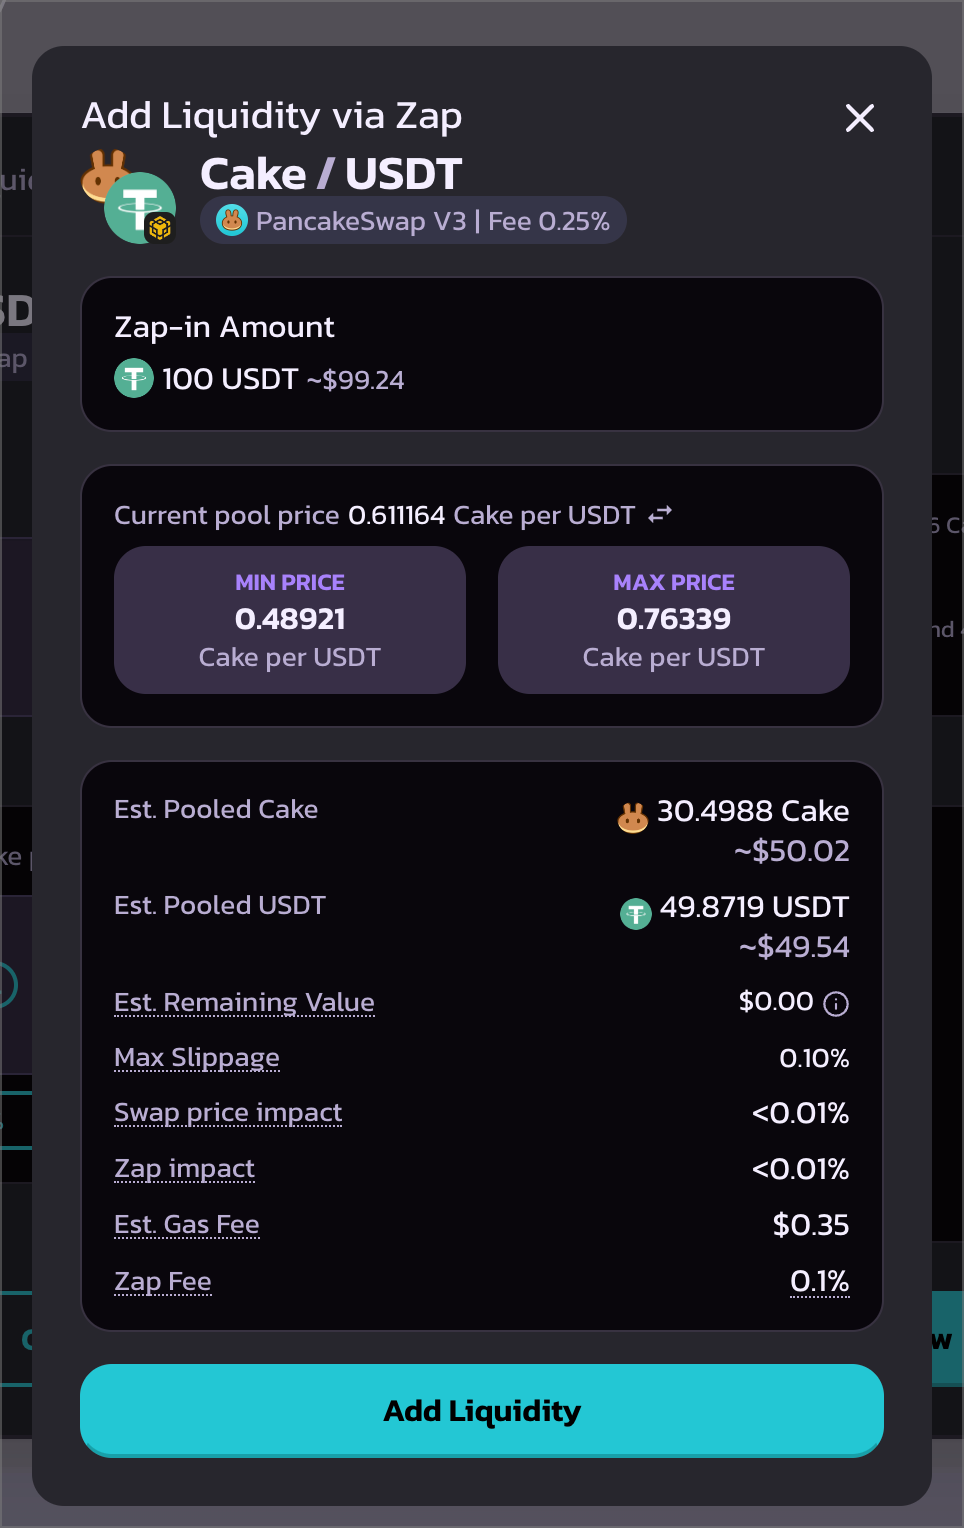 Add Liquidity via Zap
Cake / USDT
PancakeSwap V3 | Fee 0.25%
Zap-in Amount
100 USDT ~$99.24
Current pool price 0.611164 Cake per USDT
MIN PRICE
0.48921
Cake per USDT
MAX PRICE
0.76339
Cake per USDT
Est. Pooled Cake
30.4988 Cake
~$50.02
Est. Pooled USDT
49.8719 USDT
~$49.54
Est. Remaining Value
$0.00
Max Slippage
0.10%
Swap price impact
<0.01%
Zap impact
<0.01%
Est. Gas Fee
$0.35
Zap Fee
0.1%
Add Liquidity